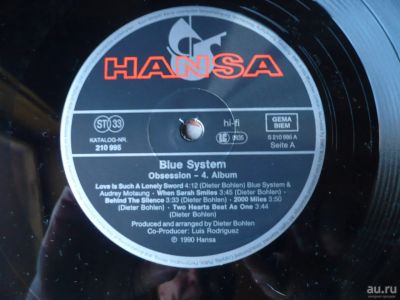 HANSA
ST 33
hi-fi
GEMA
BIEM
KATALOG-NR.
210 995
S 210 995 A
Seite A
Blue System
Obsession – 4. Album
Love Is Such A Lonely Sword 4:12 (Dieter Bohlen) Blue System &
Audrey Motaung - When Sarah Smiles 3:45 (Dieter Bohlen) -
Behind The Silence 3:33 (Dieter Bohlen) - 2000 Miles 3:50
(Dieter Bohlen) - Two Hearts Beat As One 3:44
(Dieter Bohlen)
Produced and arranged by Dieter Bohlen
Co-Producer: Luis Rodriguez
℗ 1990 Hansa
au.ru